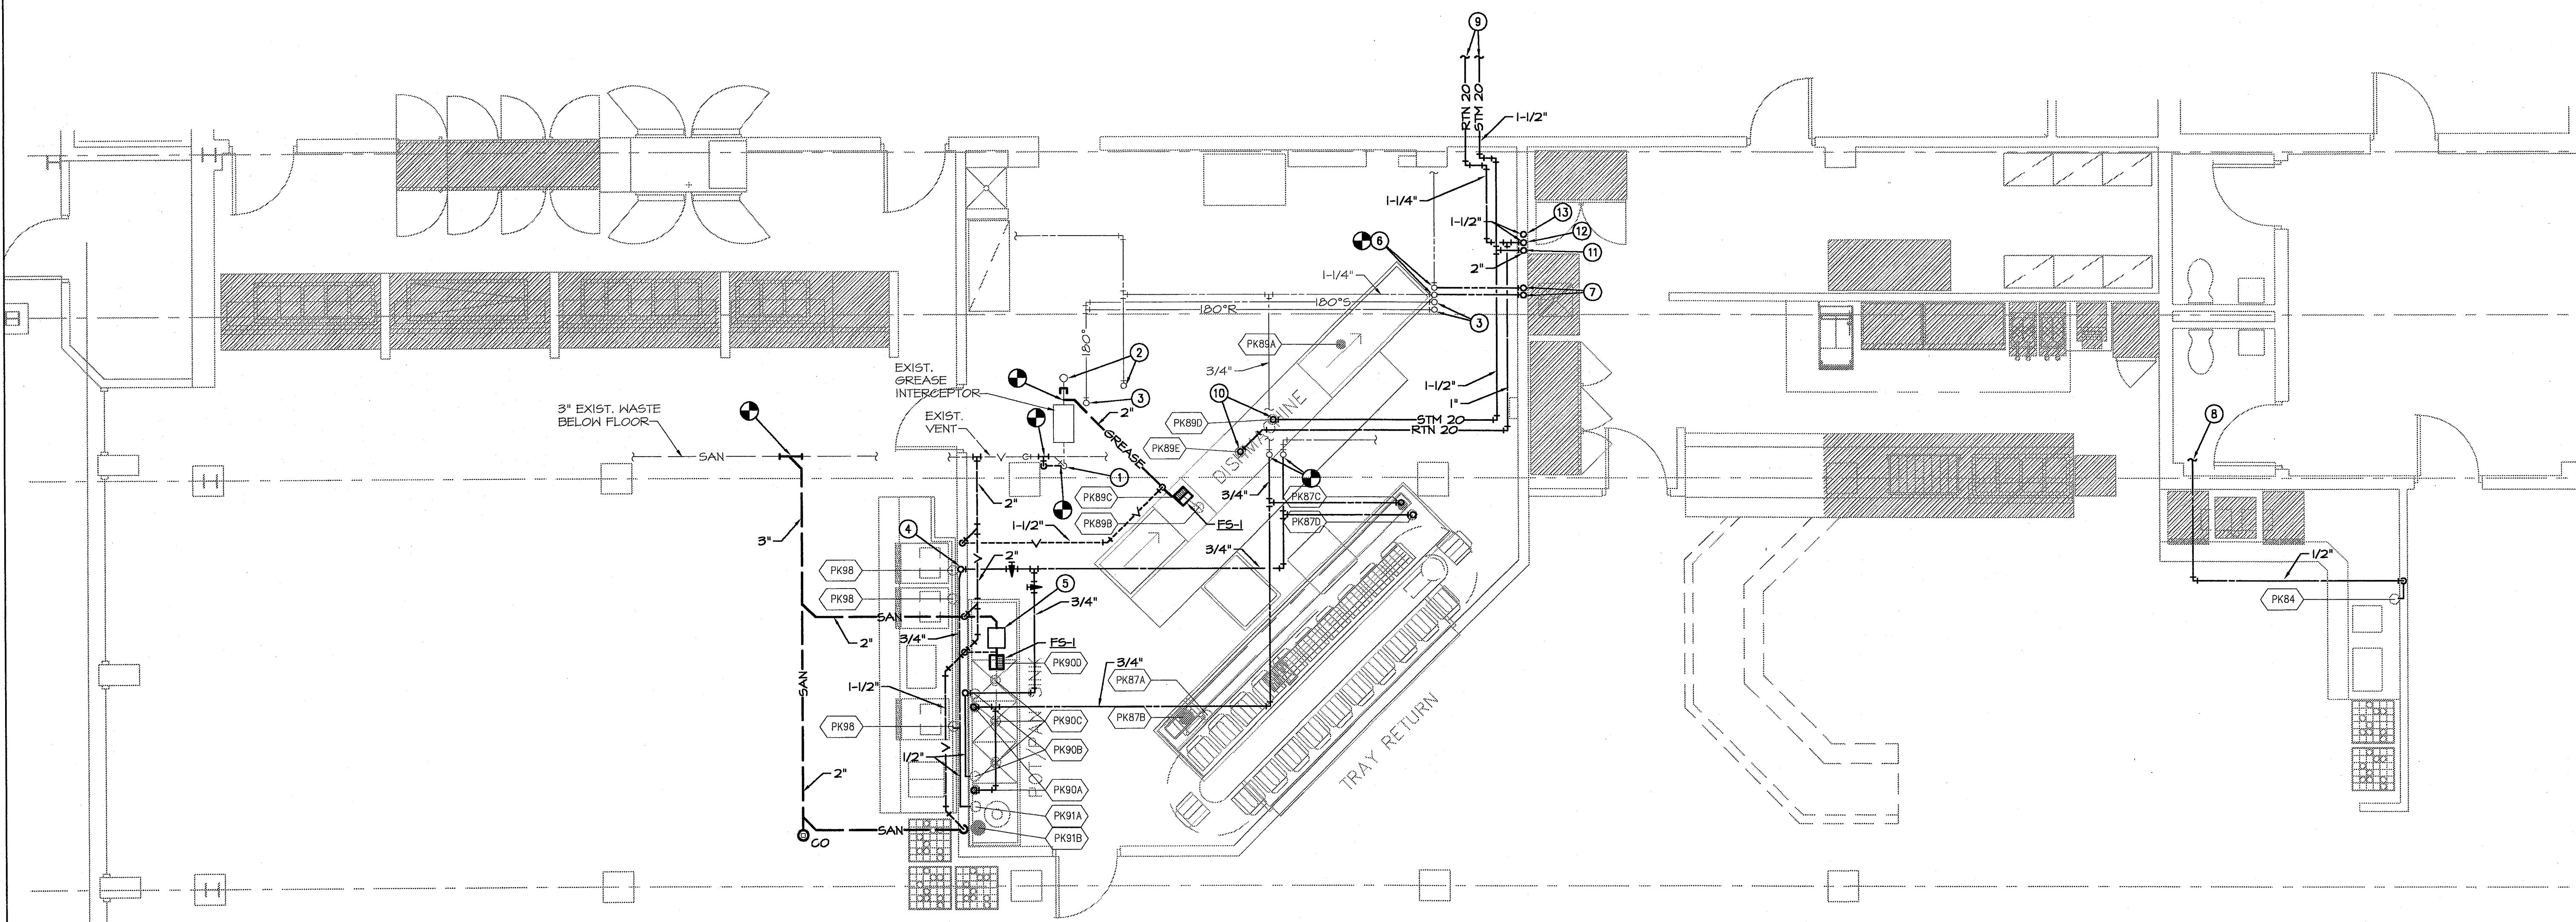 9
RTN 20
STM 20
1-1/2"
1-1/4"
1-1/2"
13
12
11
2"
6
1-1/4"
7
180°S
180°R
3
180°
PK89A
2
EXIST.
GREASE
INTERCEPTOR
3/4"
1-1/2"
1"
3
10
3" EXIST. WASTE
BELOW FLOOR
EXIST.
VENT
2"
GREASE
PK89D
STM 20
RTN 20
8
PK89E
DISHMACHINE
SAN
V
G
1
3/4"
PK89C
PK87C
2"
PK89B
FS-1
PK87D
4
1-1/2"
V
V
3"
V
2"
3/4"
PK98
5
1/2"
PK98
3/4"
PK84
SAN
2"
3/4"
FS-1
PK90D
3/4"
PK87A
SAN
1-1/2"
PK87B
PK90C
PK98
V
PK90B
1/2"
TRAY RETURN
2"
PK90A
PK91A
SAN
PK91B
CO